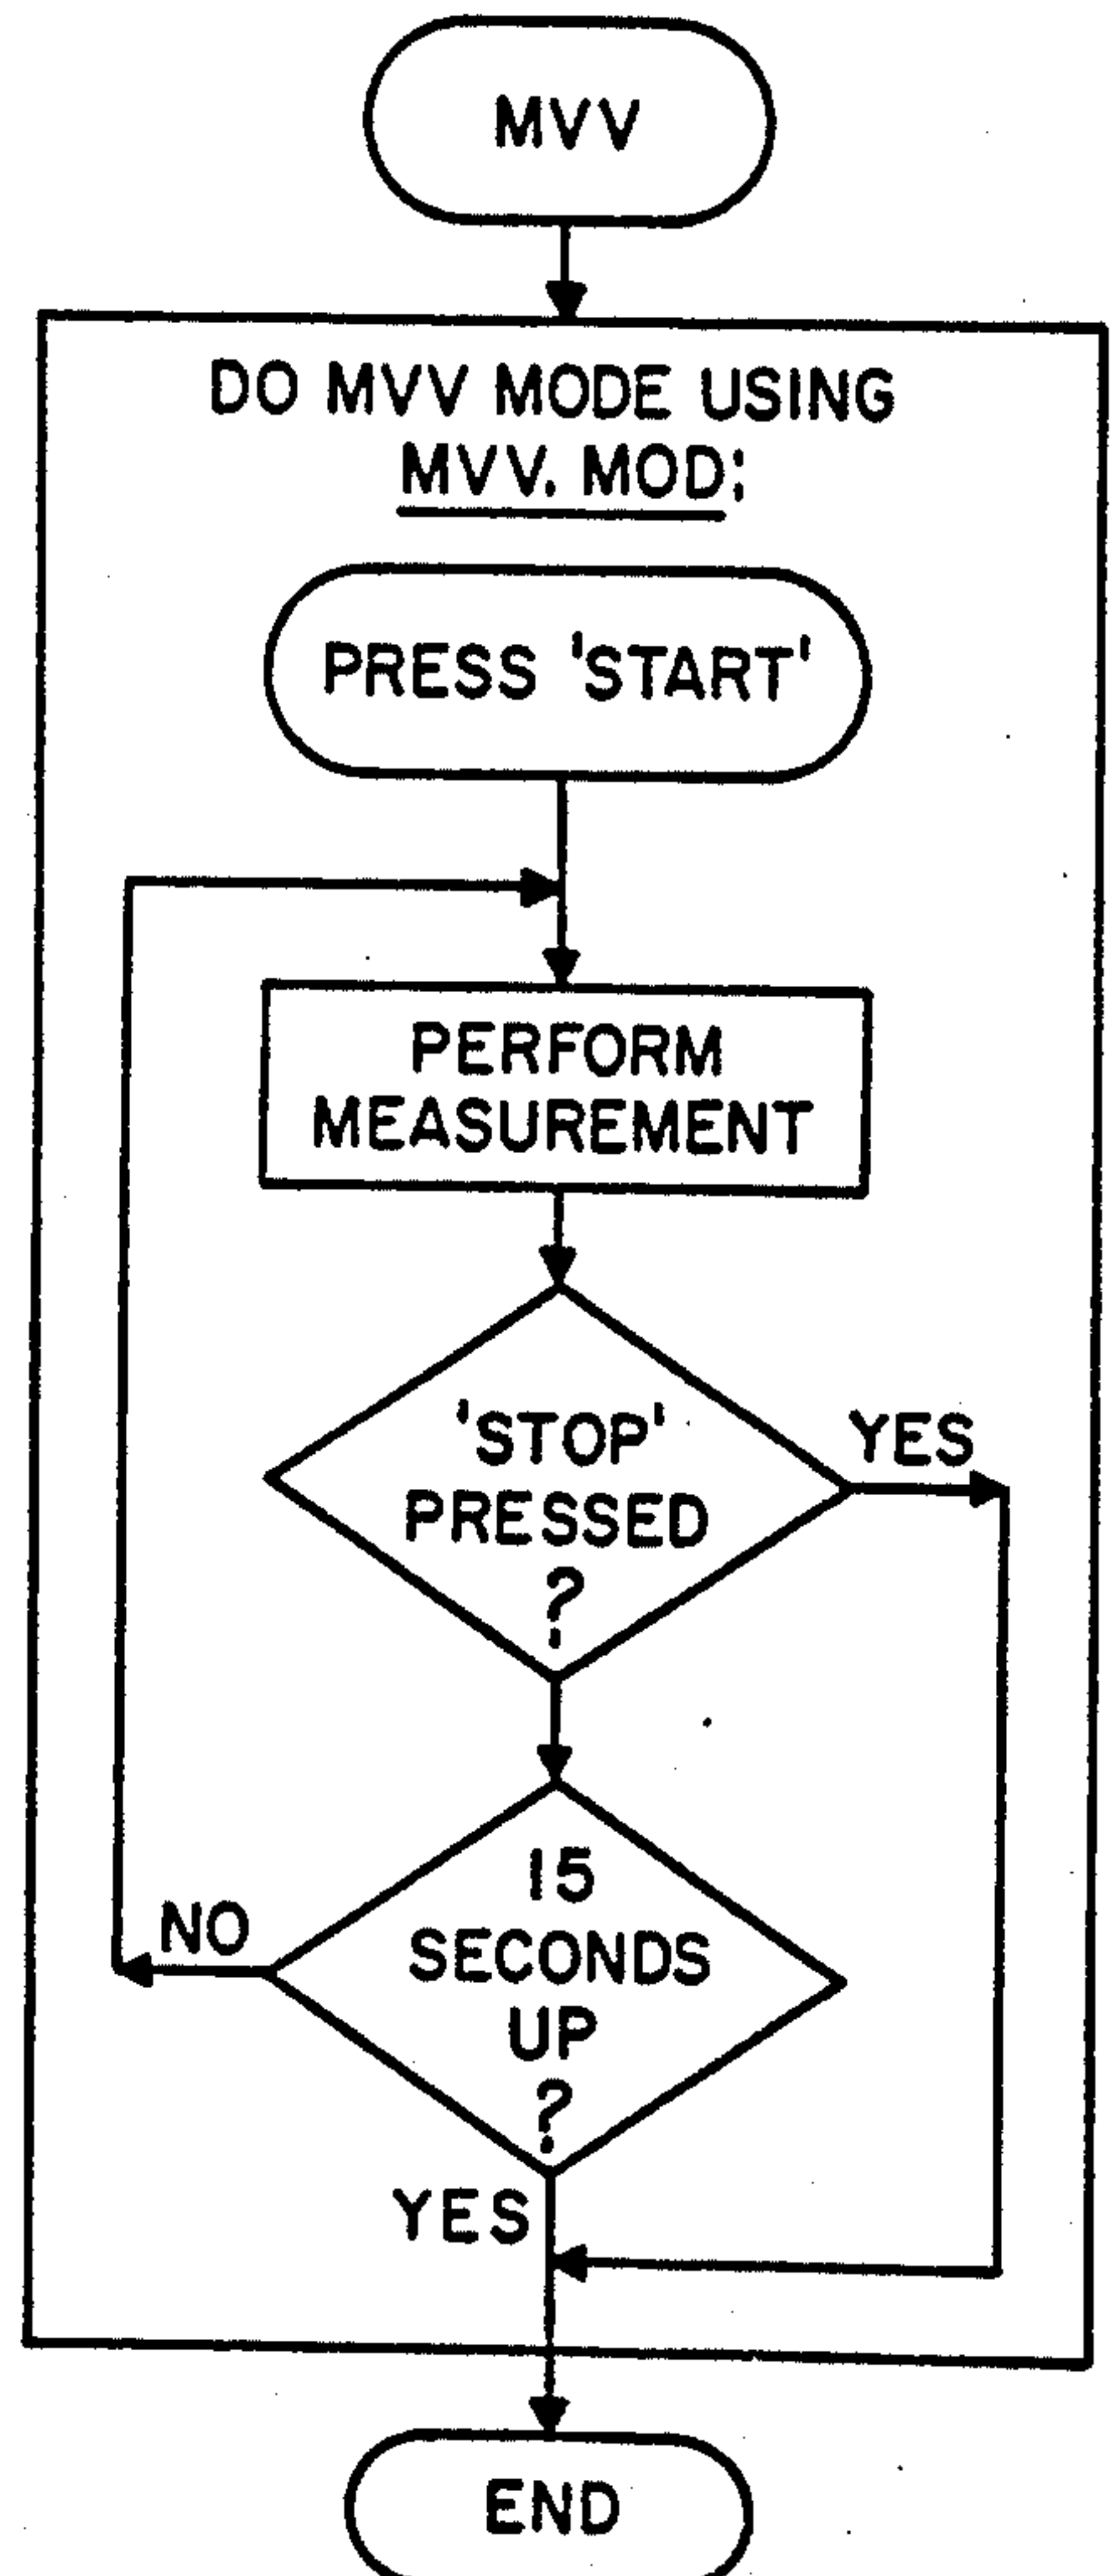 MVV
DO MVV MODE USING
MVV. MOD:
PRESS 'START'
PERFORM
MEASUREMENT
'STOP'
PRESSED
?
YES
15
SECONDS
UP
?
NO
YES
END